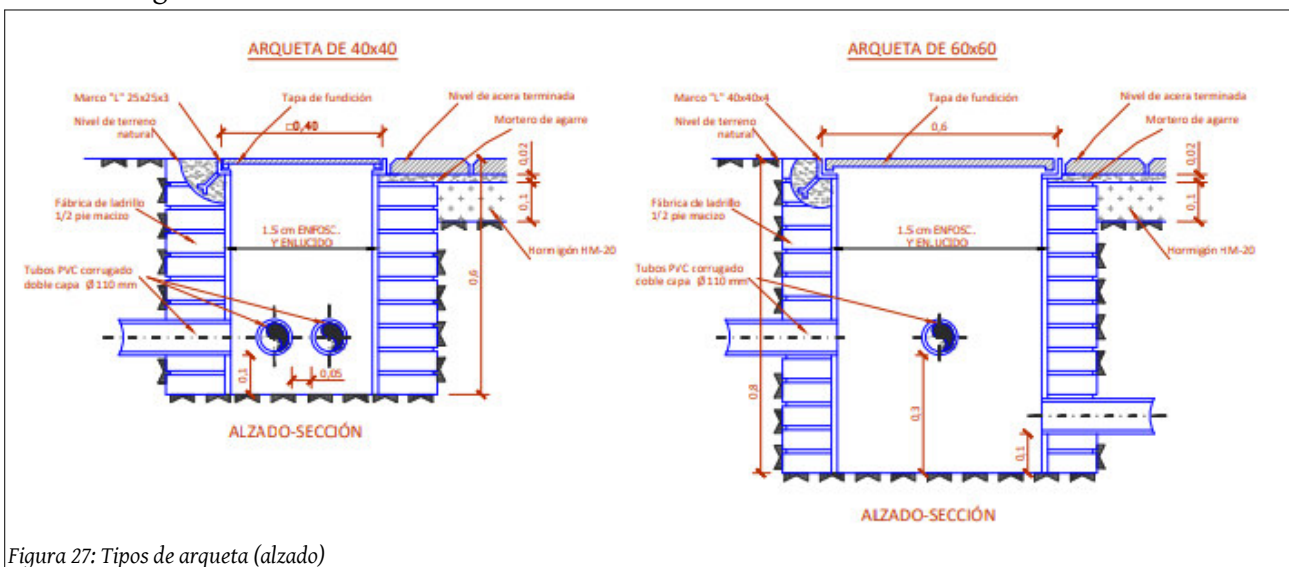 ARQUETA DE 40x40
Marco "L" 25x25x3
Tapa de fundición
Nivel de acera terminada
Nivel de terreno
natural
□0,40
Mortero de agarre
0,02
0,1
Fábrica de ladrillo
1/2 pie macizo
1.5 cm ENFOSC.
Y ENLUCIDO
Hormigón HM-20
Tubos PVC corrugado
doble capa Ø110 mm
0,6
0,1
0,05
ALZADO-SECCIÓN
ARQUETA DE 60x60
Marco "L" 40x40x4
Tapa de fundición
Nivel de acera terminada
Nivel de terreno
natural
0,6
Mortero de agarre
0,02
0,1
Fábrica de ladrillo
1/2 pie macizo
1.5 cm ENFOSC.
Y ENLUCIDO
Hormigón HM-20
Tubos PVC corrugado
doble capa Ø110 mm
0,8
0,3
0,1
ALZADO-SECCIÓN
Figura 27: Tipos de arqueta (alzado)